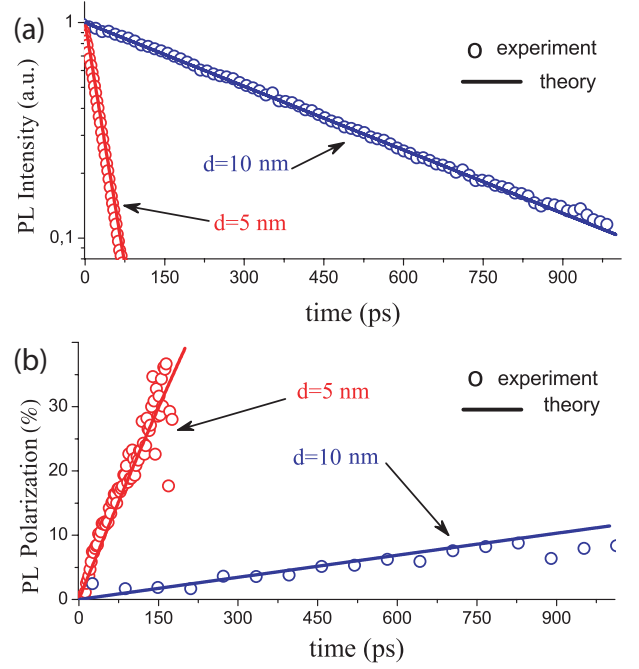 (a)
1
0,1
PL Intensity (a.u.)
experiment
theory
d=10 nm
d=5 nm
0 150 300 450 600 750 900
time (ps)
(b)
30
20
10
0
PL Polarization (%)
experiment
theory
d=5 nm
d=10 nm
0 150 300 450 600 750 900
time (ps)